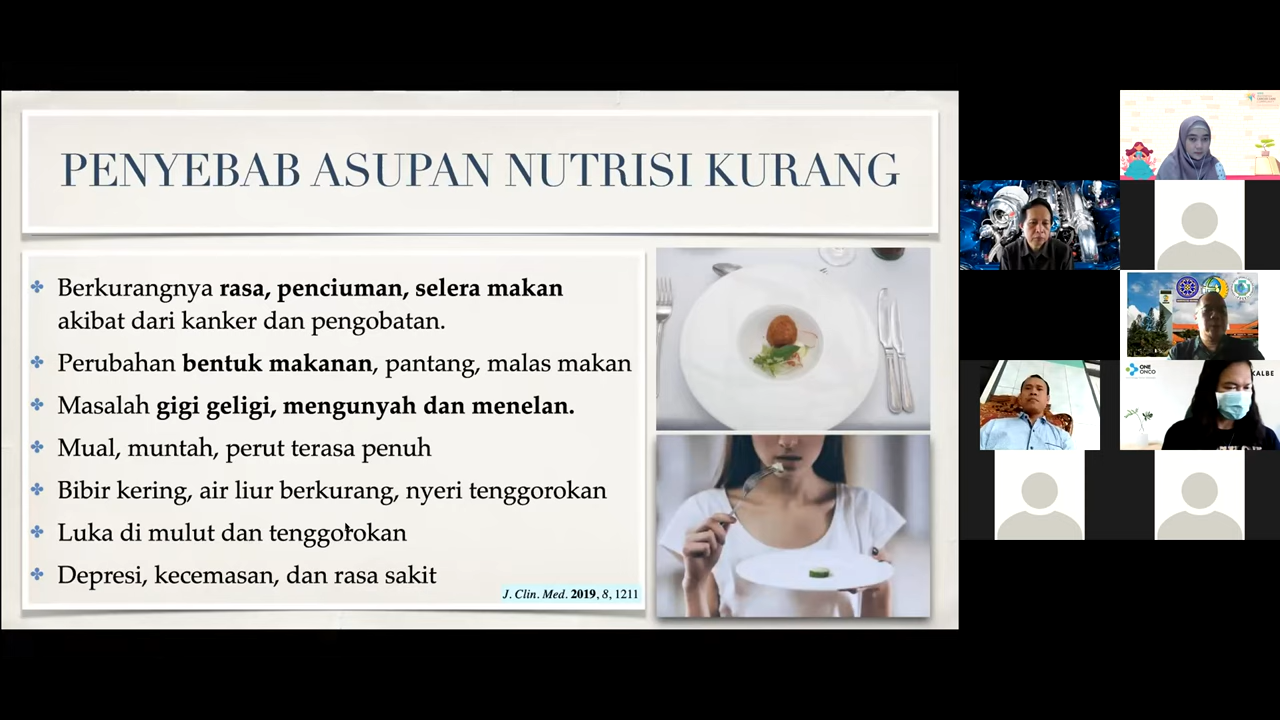 PENYEBAB ASUPAN NUTRISI KURANG
Berkurangnya rasa, penciuman, selera makan
akibat dari kanker dan pengobatan.
Perubahan bentuk makanan, pantang, malas makan
Masalah gigi geligi, mengunyah dan menelan.
Mual, muntah, perut terasa penuh
Bibir kering, air liur berkurang, nyeri tenggorokan
Luka di mulut dan tenggorokan
Depresi, kecemasan, dan rasa sakit
J. Clin. Med. 2019, 8, 1211
ONE
ONCO
KALBE